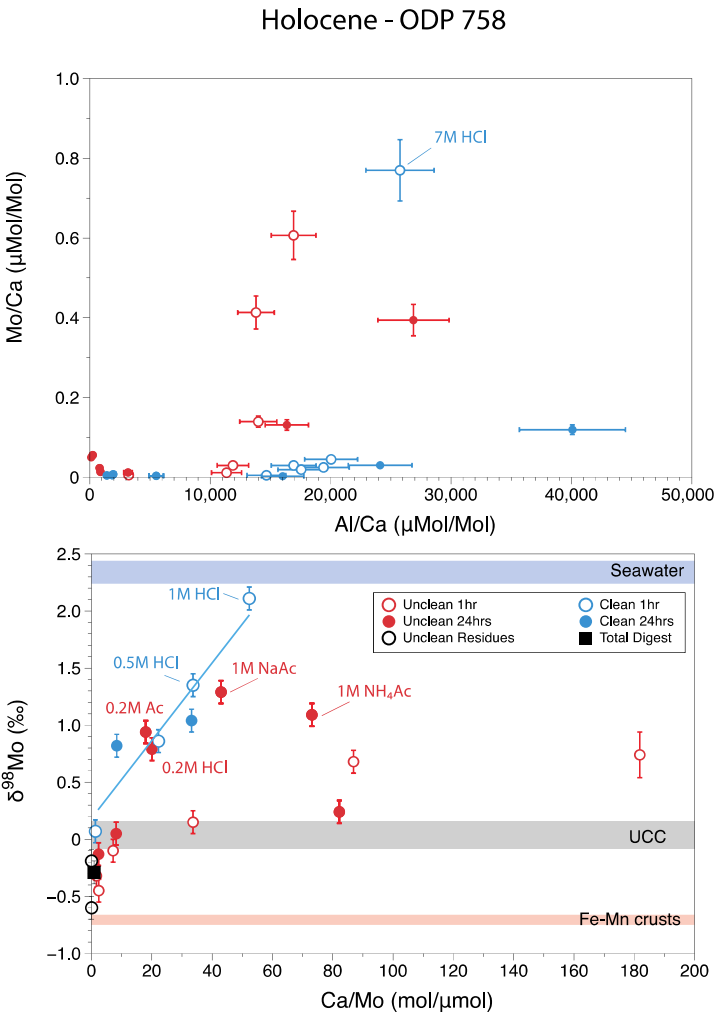 Holocene - ODP 758
1.0
0.8
0.6
0.4
0.2
0
Mo/Ca (µMol/Mol)
7M HCl
0
10,000
20,000
30,000
40,000
50,000
Al/Ca (µMol/Mol)
2.5
2.0
1.5
1.0
0.5
0
−0.5
−1.0
δ⁹⁸Mo (‰)
Seawater
1M HCl
Unclean 1hr
Unclean 24hrs
Unclean Residues
Clean 1hr
Clean 24hrs
Total Digest
0.5M HCl
1M NaAc
1M NH₄Ac
0.2M Ac
0.2M HCl
UCC
Fe-Mn crusts
0
20
40
60
80
100
120
140
160
180
200
Ca/Mo (mol/µmol)